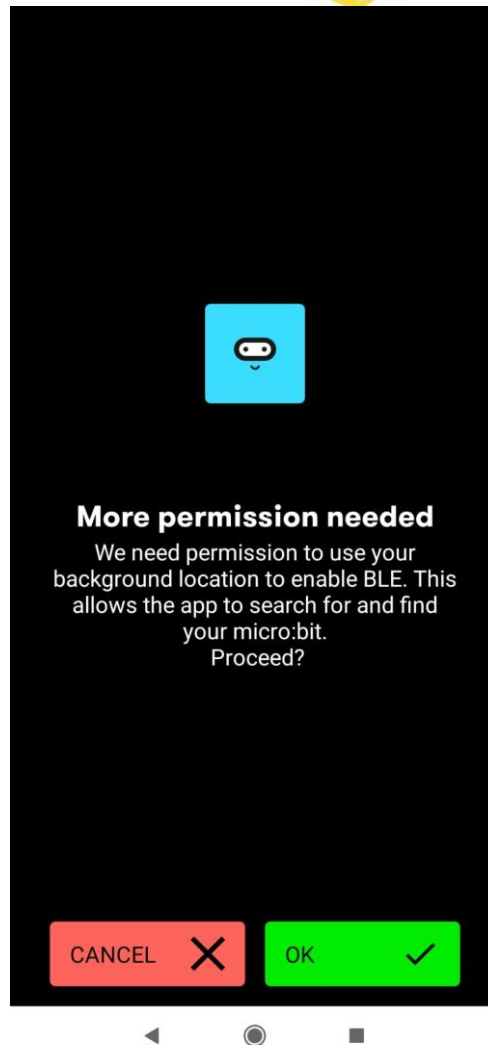 More permission needed
We need permission to use your
background location to enable BLE. This
allows the app to search for and find
your micro:bit.
Proceed?
CANCEL
OK